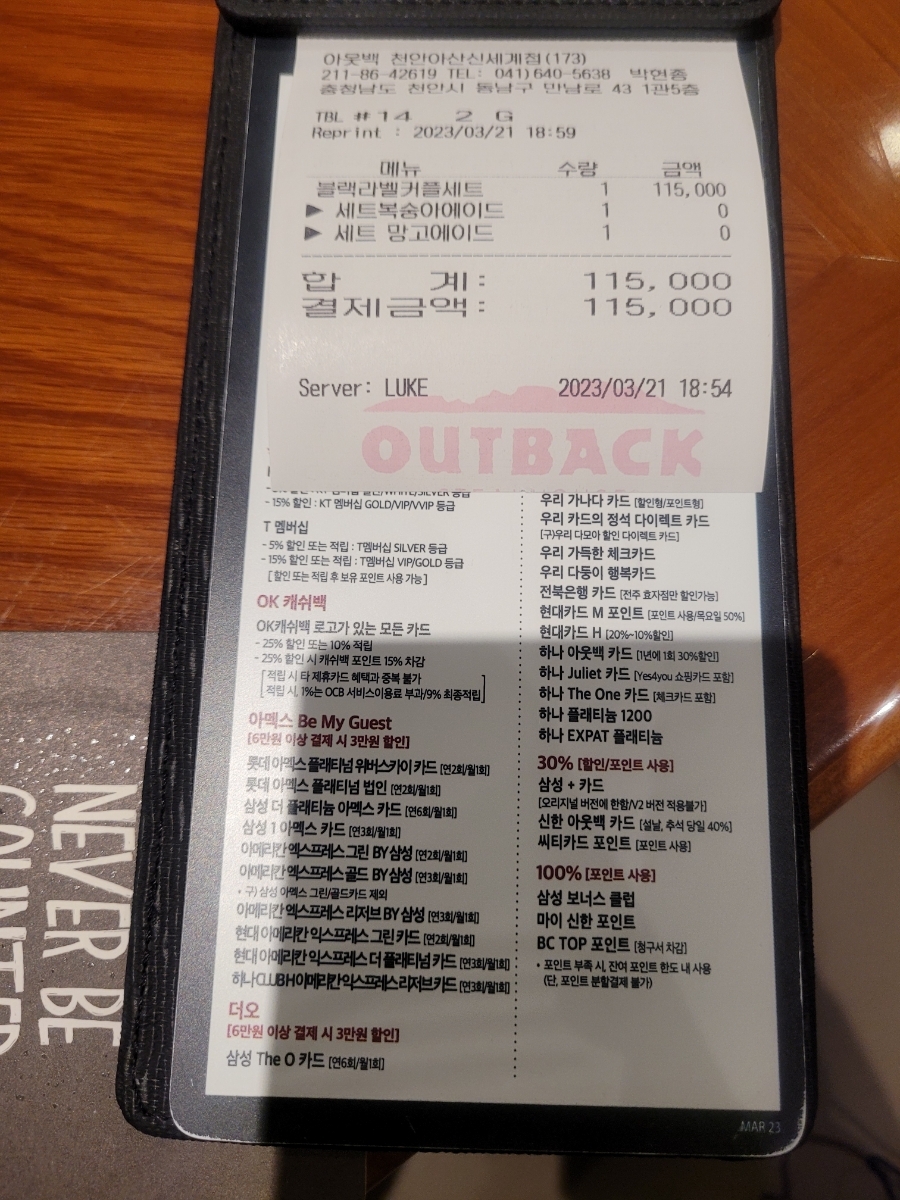 아웃백 천안아산신세계점(173)
211-86-42619 TEL: 041)640-5638 박현종
충청남도 천안시 동남구 만남로 43 1관5층
TBL #14 2 G
Reprint : 2023/03/21 18:59
메뉴 수량 금액
블랙라벨커플세트 1 115,000
▶ 세트복숭아에이드 1 0
▶ 세트 망고에이드 1 0
합 계: 115,000
결제금액: 115,000
Server: LUKE 2023/03/21 18:54
OUTBACK
- 15% 할인 : KT 멤버십 GOLD/VIP/VVIP 등급
T 멤버십
- 5% 할인 또는 적립 : T멤버십 SILVER 등급
- 15% 할인 또는 적립 : T멤버십 VIP/GOLD 등급
[할인 또는 적립 후 보유 포인트 사용 가능]
OK 캐쉬백
OK캐쉬백 로고가 있는 모든 카드
- 25% 할인 또는 10% 적립
- 25% 할인 시 캐쉬백 포인트 15% 차감
[적립 시 타 제휴카드 혜택과 중복 불가
적립 시, 1%는 OCB 서비스이용료 부과/9% 최종적립]
아멕스 Be My Guest
[6만원 이상 결제 시 3만원 할인]
롯데 아멕스 플래티넘 위버스카이 카드 [연2회/월1회]
롯데 아멕스 플래티넘 법인 [연2회/월1회]
삼성 더 플래티늄 아멕스 카드 [연6회/월1회]
삼성 1 아멕스 카드 [연3회/월1회]
아메리칸 엑스프레스 그린 BY 삼성 [연2회/월1회]
아메리칸 엑스프레스 골드 BY 삼성 [연3회/월1회]
• 구) 삼성 아멕스 그린/골드카드 제외
아메리칸 엑스프레스 리저브 BY 삼성 [연3회/월1회]
현대 아메리칸 익스프레스 그린 카드 [연2회/월1회]
현대 아메리칸 익스프레스 더 플래티넘 카드 [연3회/월1회]
하나 CLUB H 아메리칸 익스프레스 리저브 카드 [연3회/월1회]
더오
[6만원 이상 결제 시 3만원 할인]
삼성 The O 카드 [연6회/월1회]
우리 가나다 카드 [할인형/포인트형]
우리 카드의 정석 다이렉트 카드
[구)우리 다모아 할인 다이렉트 카드]
우리 가득한 체크카드
우리 다둥이 행복카드
전북은행 카드 [전주 효자점만 할인가능]
현대카드 M 포인트 [포인트 사용/목요일 50%]
현대카드 H [20%~10%할인]
하나 아웃백 카드 [1년에 1회 30%할인]
하나 Juliet 카드 [Yes4you 쇼핑카드 포함]
하나 The One 카드 [체크카드 포함]
하나 플래티늄 1200
하나 EXPAT 플래티늄
30% [할인/포인트 사용]
삼성 + 카드
[오리지널 버전에 한함/V2 버전 적용불가]
신한 아웃백 카드 [설날, 추석 당일 40%]
씨티카드 포인트 [포인트 사용]
100% [포인트 사용]
삼성 보너스 클럽
마이 신한 포인트
BC TOP 포인트 [청구서 차감]
• 포인트 부족 시, 잔여 포인트 한도 내 사용
(단, 포인트 분할결제 불가)
MAR 23
NEVER BE